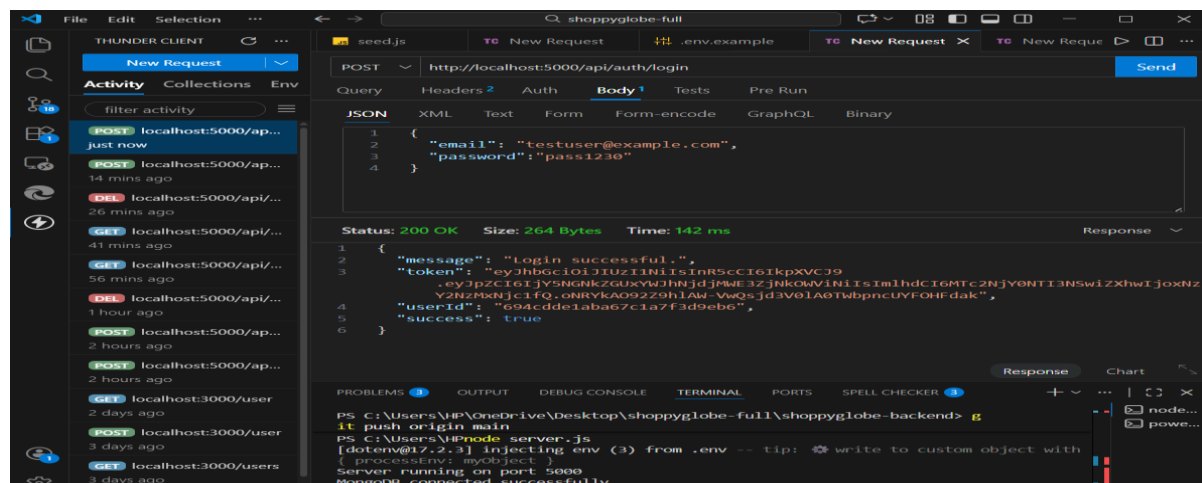 File Edit Selection ··· shoppyglobe-full
THUNDER CLIENT ···
New Request
Activity Collections Env
filter activity
POST localhost:5000/ap...
just now
POST localhost:5000/ap...
14 mins ago
DEL localhost:5000/api/...
26 mins ago
GET localhost:5000/api/...
41 mins ago
GET localhost:5000/api/...
56 mins ago
DEL localhost:5000/api/...
1 hour ago
POST localhost:5000/ap...
2 hours ago
POST localhost:5000/ap...
2 hours ago
GET localhost:3000/user
2 days ago
POST localhost:3000/user
3 days ago
GET localhost:3000/users
3 days ago
18
1
1
JS seed.js TC New Request .env.example TC New Request TC New Reque ···
POST http://localhost:5000/api/auth/login Send
Query Headers 2 Auth Body 1 Tests Pre Run
JSON XML Text Form Form-encode GraphQL Binary
1 {
2 "email": "testuser@example.com",
3 "password":"pass1230"
4 }
Status: 200 OK Size: 264 Bytes Time: 142 ms Response
1 {
2 "message": "Login successful.",
3 "token": "eyJhbGciOiJIUzI1NiIsInR5cCI6IkpXVCJ9
4 "userId": "694cdde1aba67c1a7f3d9eb6",
5 "success": true
6 }
Response Chart
PROBLEMS 3 OUTPUT DEBUG CONSOLE TERMINAL PORTS SPELL CHECKER 3 ···
PS C:\Users\HP\OneDrive\Desktop\shoppyglobe-full\shoppyglobe-backend> g
it push origin main
PS C:\Users\HPnode server.js
[dotenv@17.2.3] injecting env (3) from .env -- tip: ⚙️ write to custom object with
{ processEnv: myObject }
Server running on port 5000
MongoDB connected successfully
node...
powe...